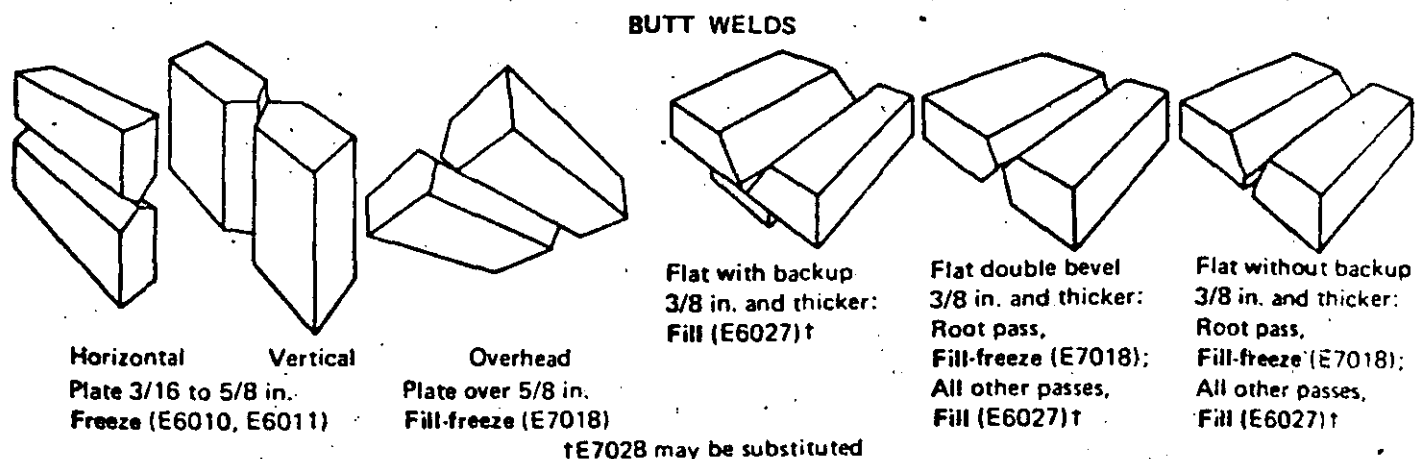 BUTT WELDS
Horizontal Vertical Overhead
Plate 3/16 to 5/8 in. Plate over 5/8 in.
Freeze (E6010, E6011) Fill-freeze (E7018)
Flat with backup
3/8 in. and thicker:
Fill (E6027)†
Flat double bevel
3/8 in. and thicker:
Root pass,
Fill-freeze (E7018);
All other passes,
Fill (E6027)†
Flat without backup
3/8 in. and thicker:
Root pass,
Fill-freeze (E7018);
All other passes,
Fill (E6027)†
†E7028 may be substituted